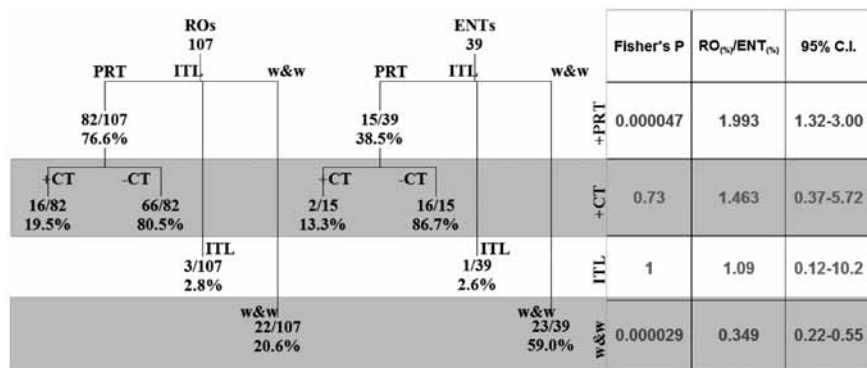 ROs
107
ENTs
39
PRT ITL w&w
PRT ITL w&w
82/107
76.6%
15/39
38.5%
+CT -CT
16/82 66/82
19.5% 80.5%
+CT -CT
2/15 16/15
13.3% 86.7%
ITL
3/107
2.8%
ITL
1/39
2.6%
w&w
22/107
20.6%
w&w
23/39
59.0%
Fisher's P RO(%)/ENT(%) 95% C.I.
+PRT 0.000047 1.993 1.32-3.00
+CT 0.73 1.463 0.37-5.72
ITL 1 1.09 0.12-10.2
w&w 0.000029 0.349 0.22-0.55